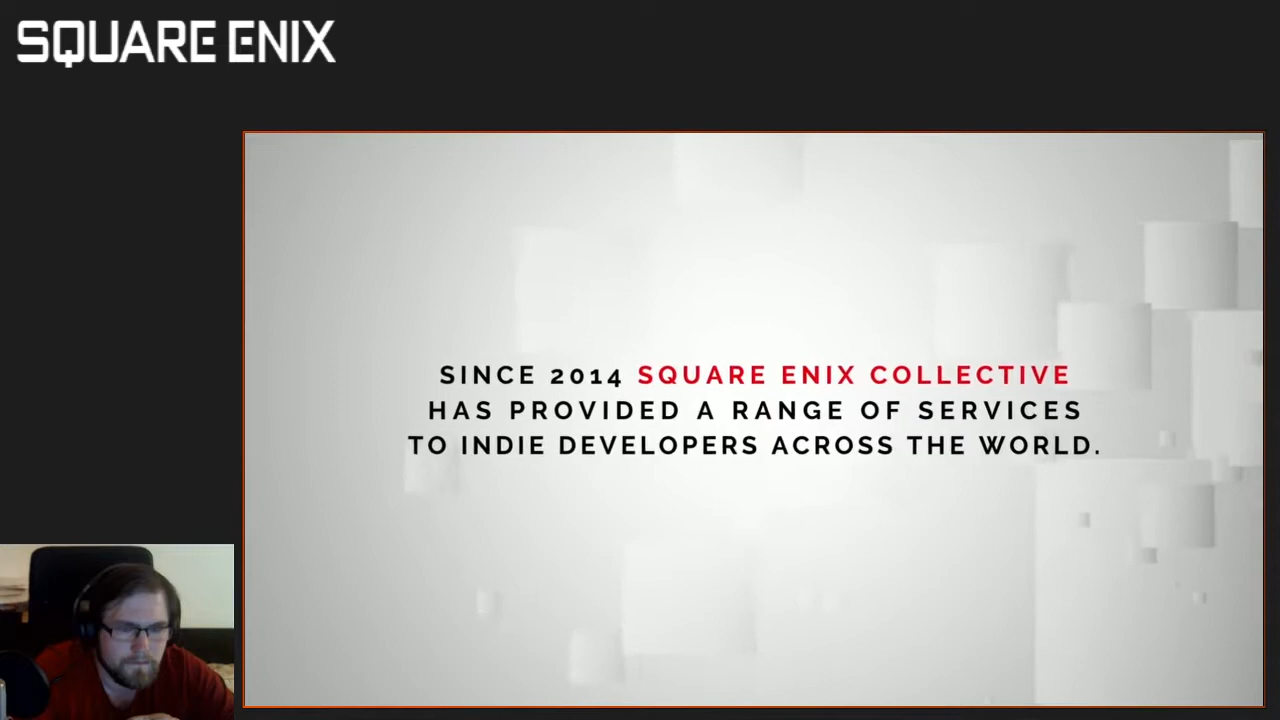 SQUARE ENIX
SINCE 2014 SQUARE ENIX COLLECTIVE
HAS PROVIDED A RANGE OF SERVICES
TO INDIE DEVELOPERS ACROSS THE WORLD.